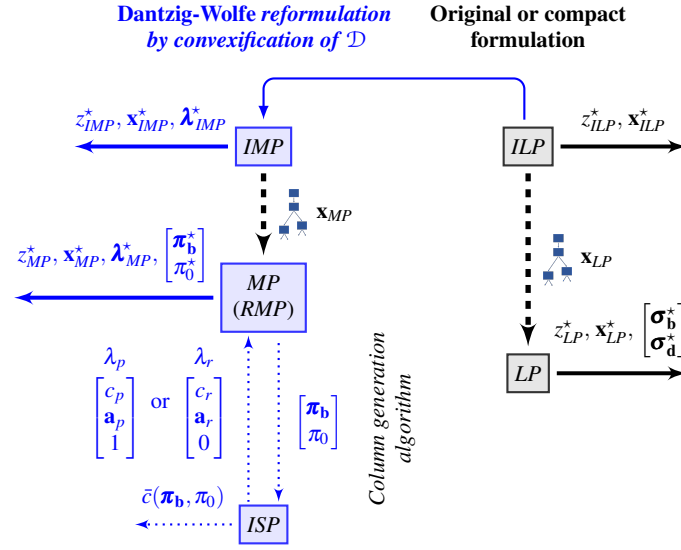 Dantzig-Wolfe reformulation
by convexification of 𝒟
Original or compact
formulation
z⋆IMP, x⋆IMP, λ⋆IMP
IMP
z⋆ILP, x⋆ILP
ILP
xMP
z⋆MP, x⋆MP, λ⋆MP, [π⋆b
π⋆0]
MP
(RMP)
xLP
z⋆LP, x⋆LP, [σ⋆b
σ⋆d]
LP
λp
[cp
ap
1]
or
λr
[cr
ar
0]
[πb
π0]
Column generation
algorithm
c̄(πb, π0)
ISP